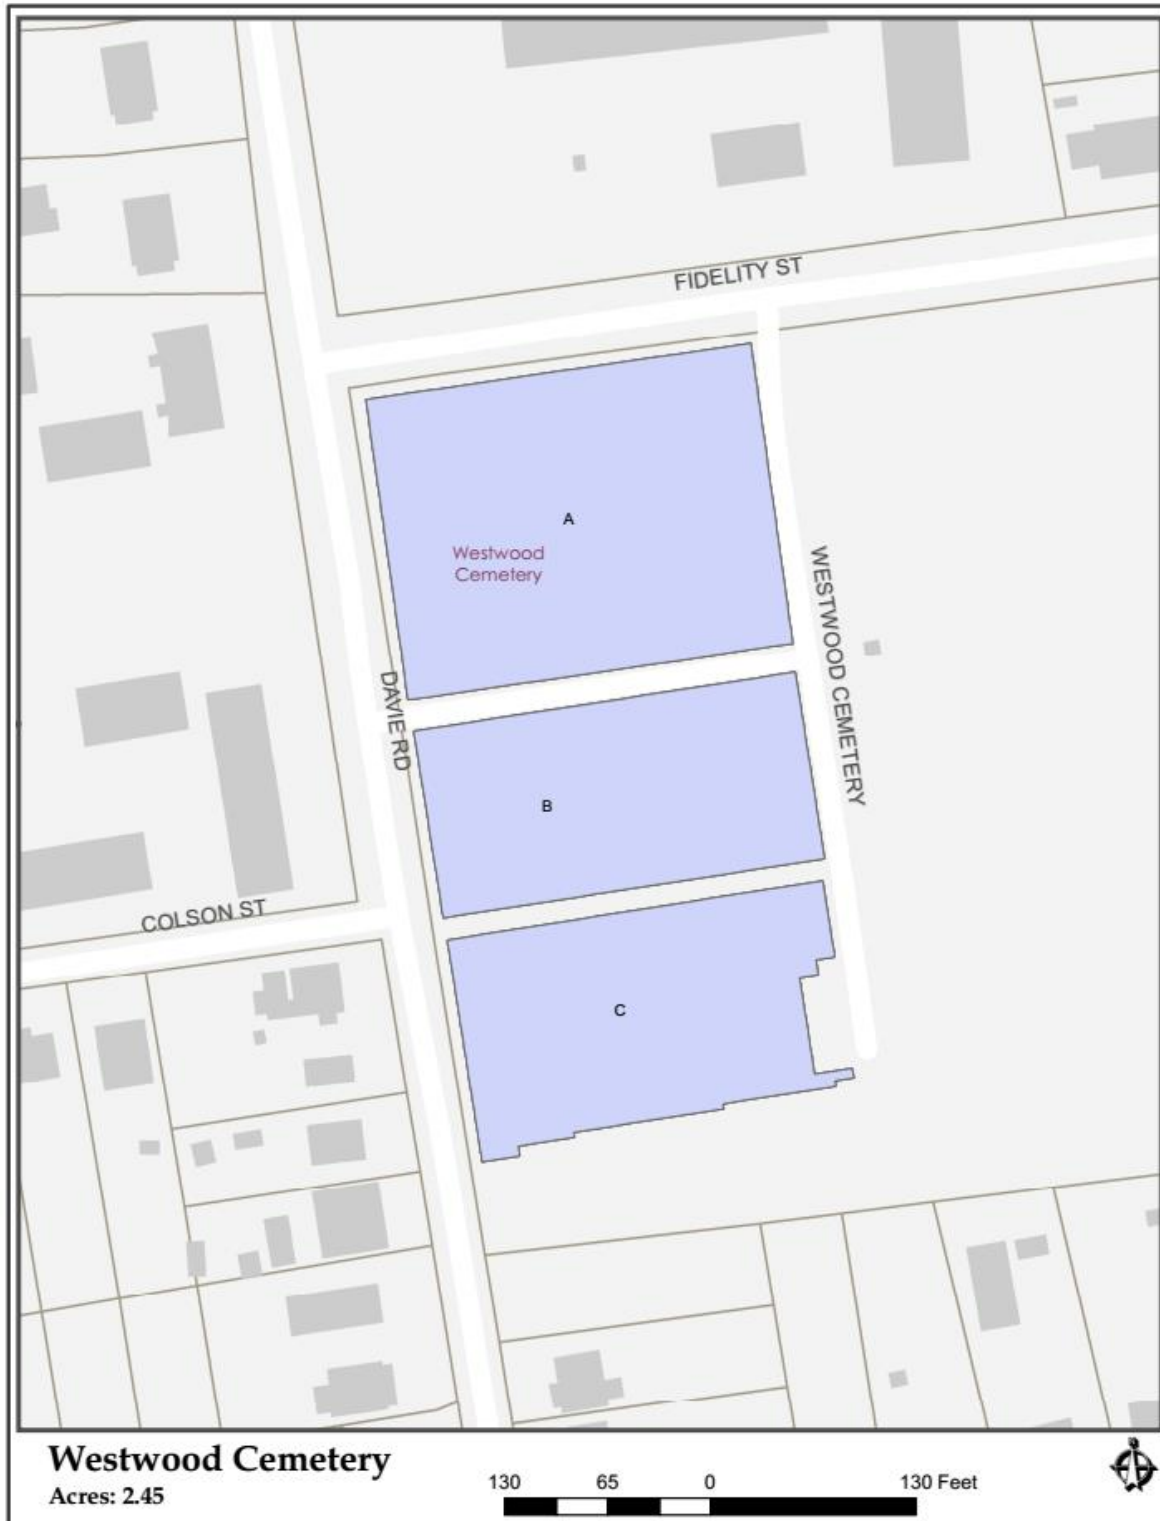 FIDELITY ST
A
Westwood
Cemetery
WESTWOOD CEMETERY
DAVIE RD
B
COLSON ST
C
Westwood Cemetery
Acres: 2.45
130 65 0 130 Feet